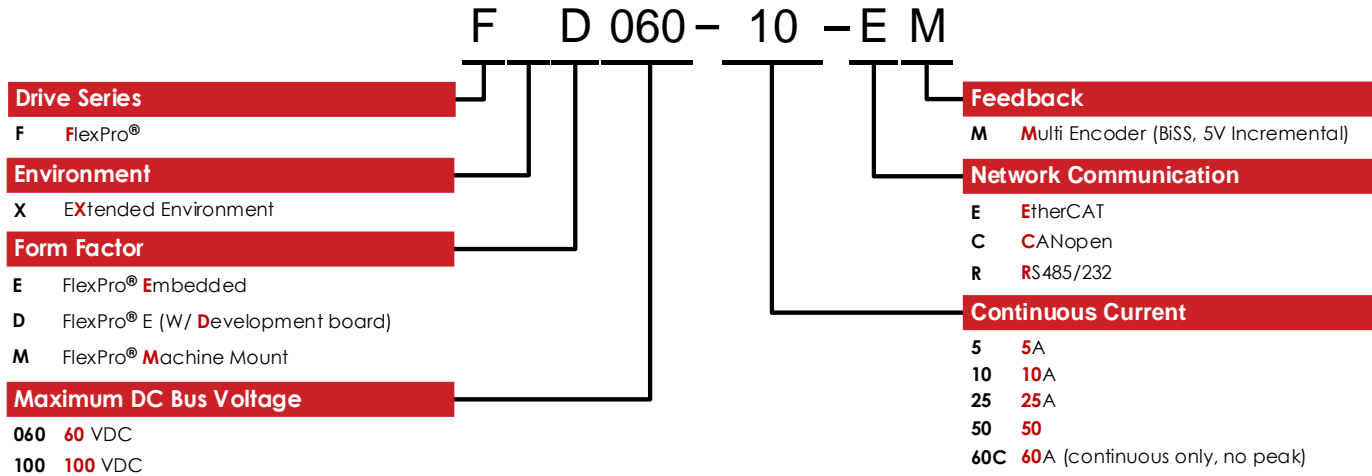 F D 060 – 10 – E M
Drive Series
F FlexPro®
Environment
X EXtended Environment
Form Factor
E FlexPro® Embedded
D FlexPro® E (W/ Development board)
M FlexPro® Machine Mount
Maximum DC Bus Voltage
060 60 VDC
100 100 VDC
Feedback
M Multi Encoder (BiSS, 5V Incremental)
Network Communication
E EtherCAT
C CANopen
R RS485/232
Continuous Current
5 5A
10 10A
25 25A
50 50
60C 60A (continuous only, no peak)